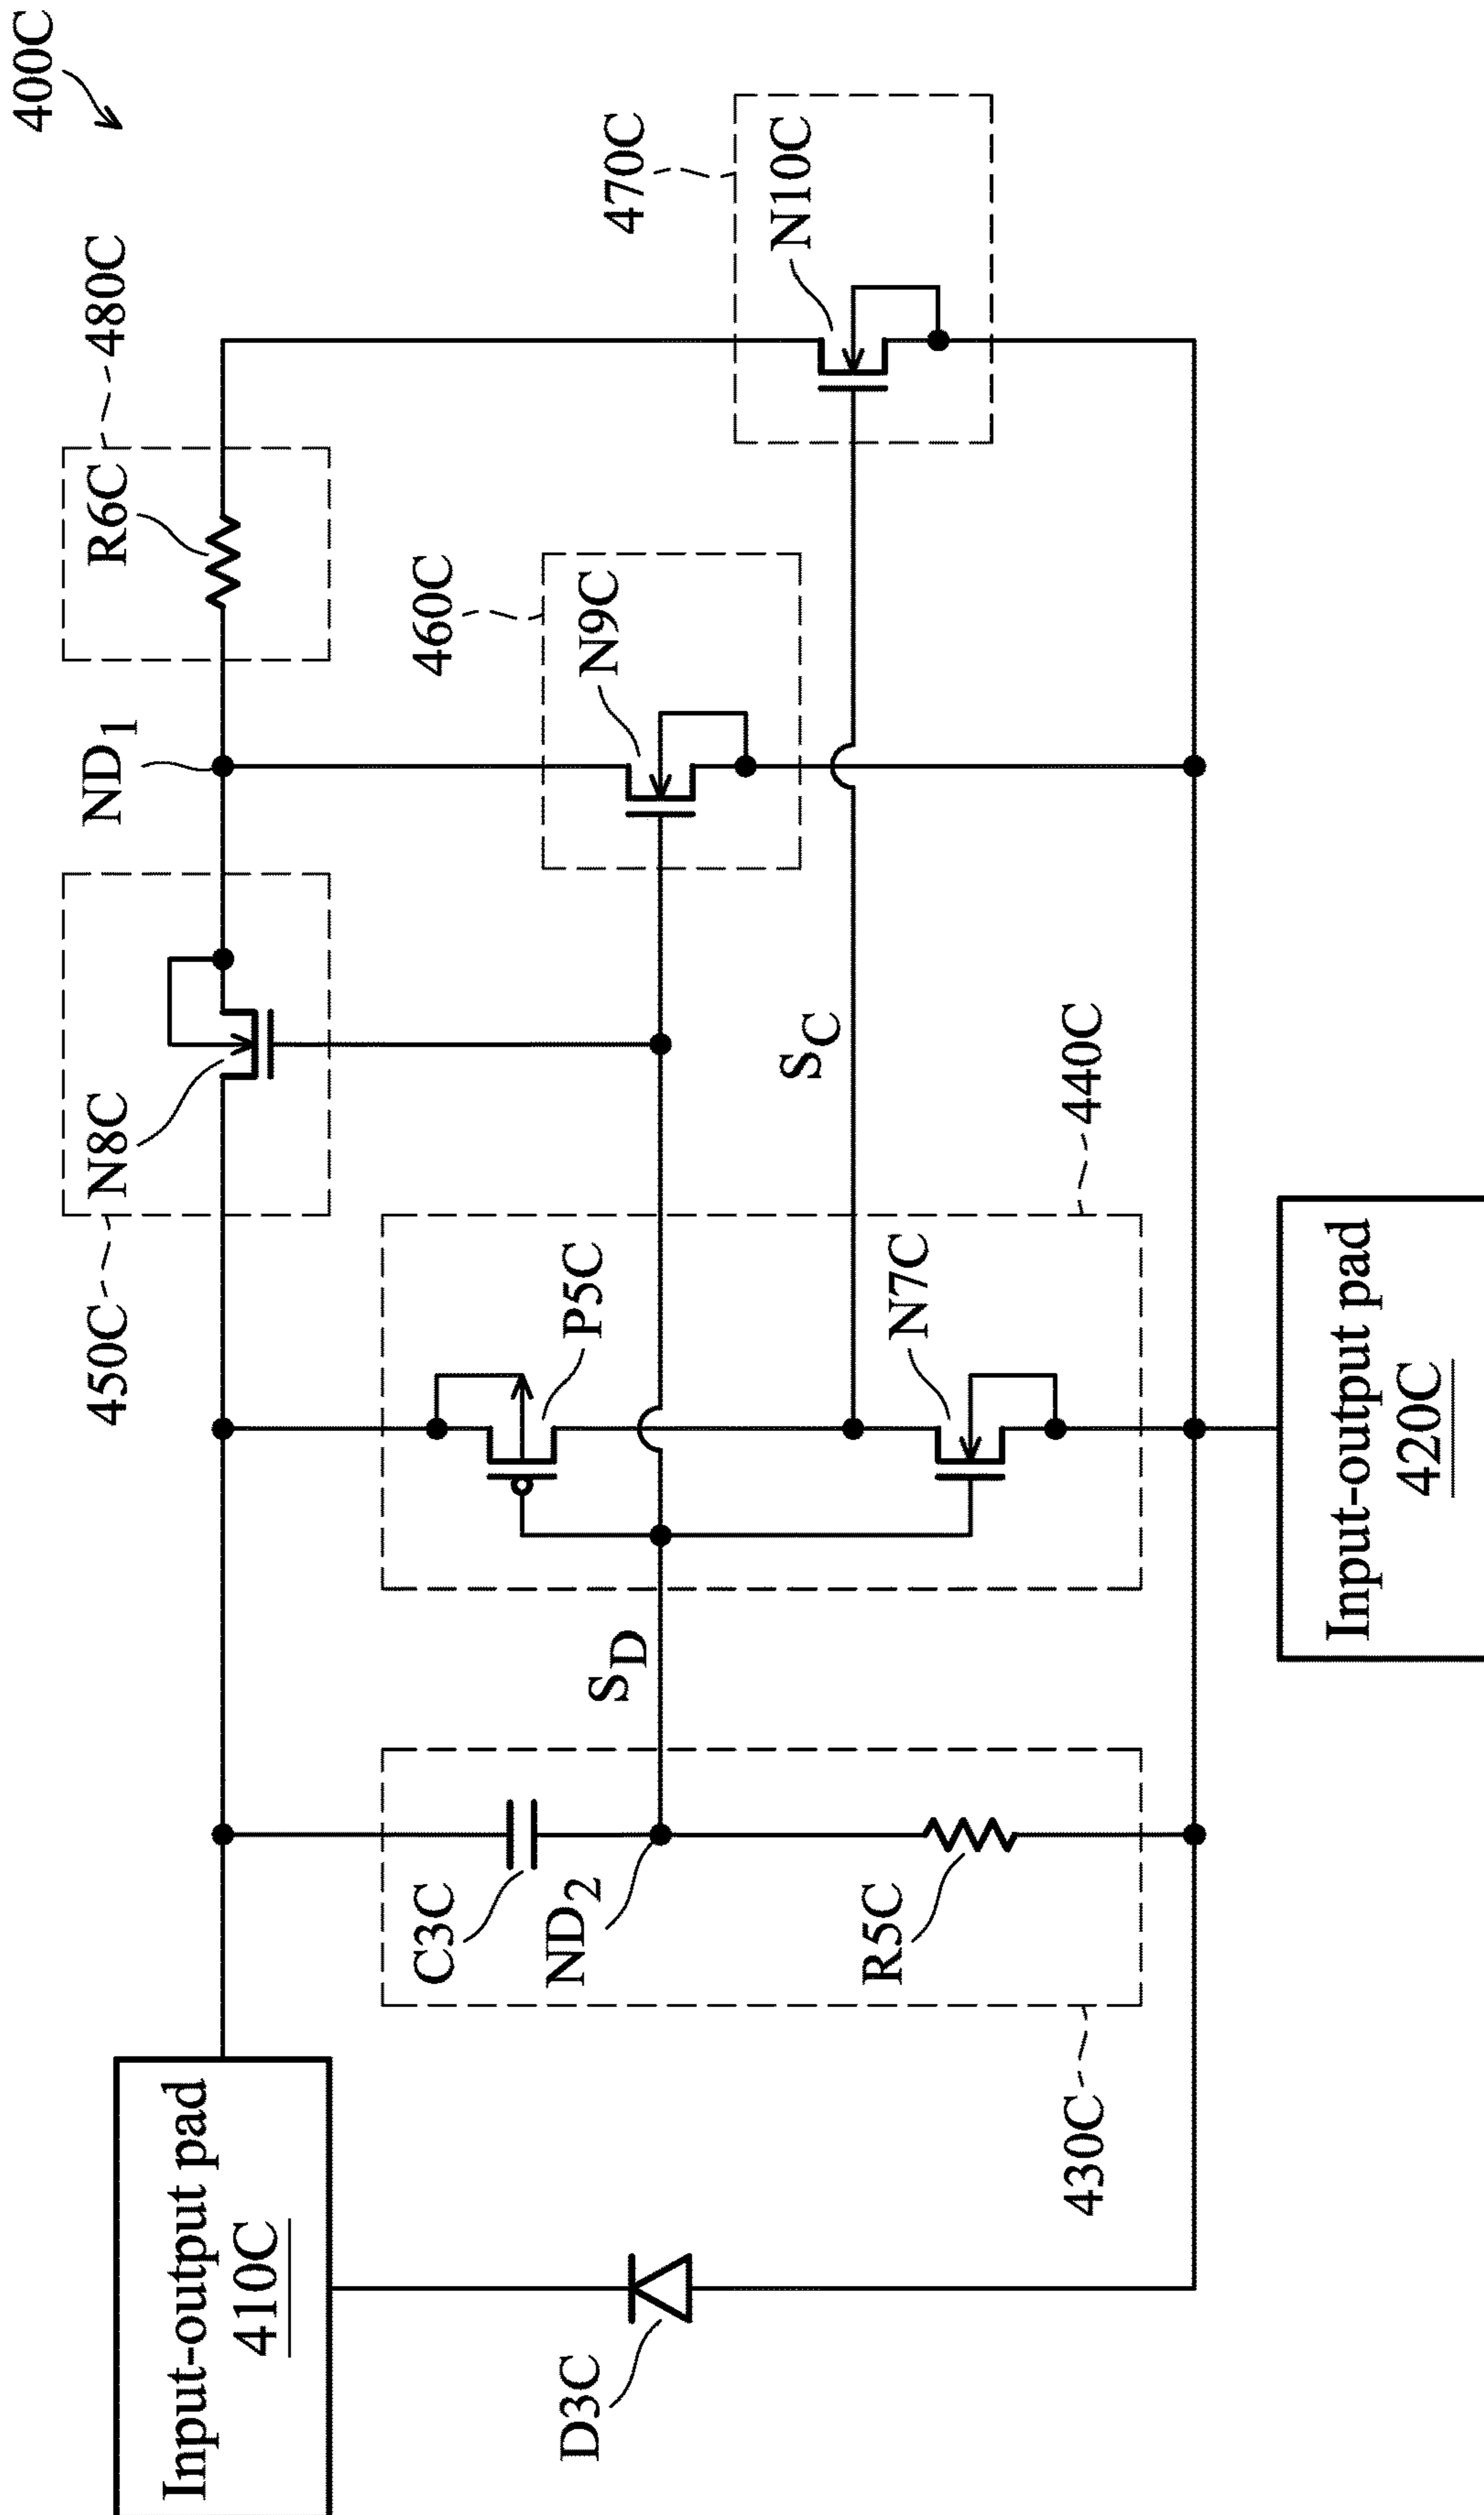 400C
450C
N8C
ND1
R6C
480C
460C
N9C
470C
N10C
Input-output pad
410C
D3C
C3C
ND2
R5C
430C
SD
P5C
N7C
440C
SC
Input-output pad
420C